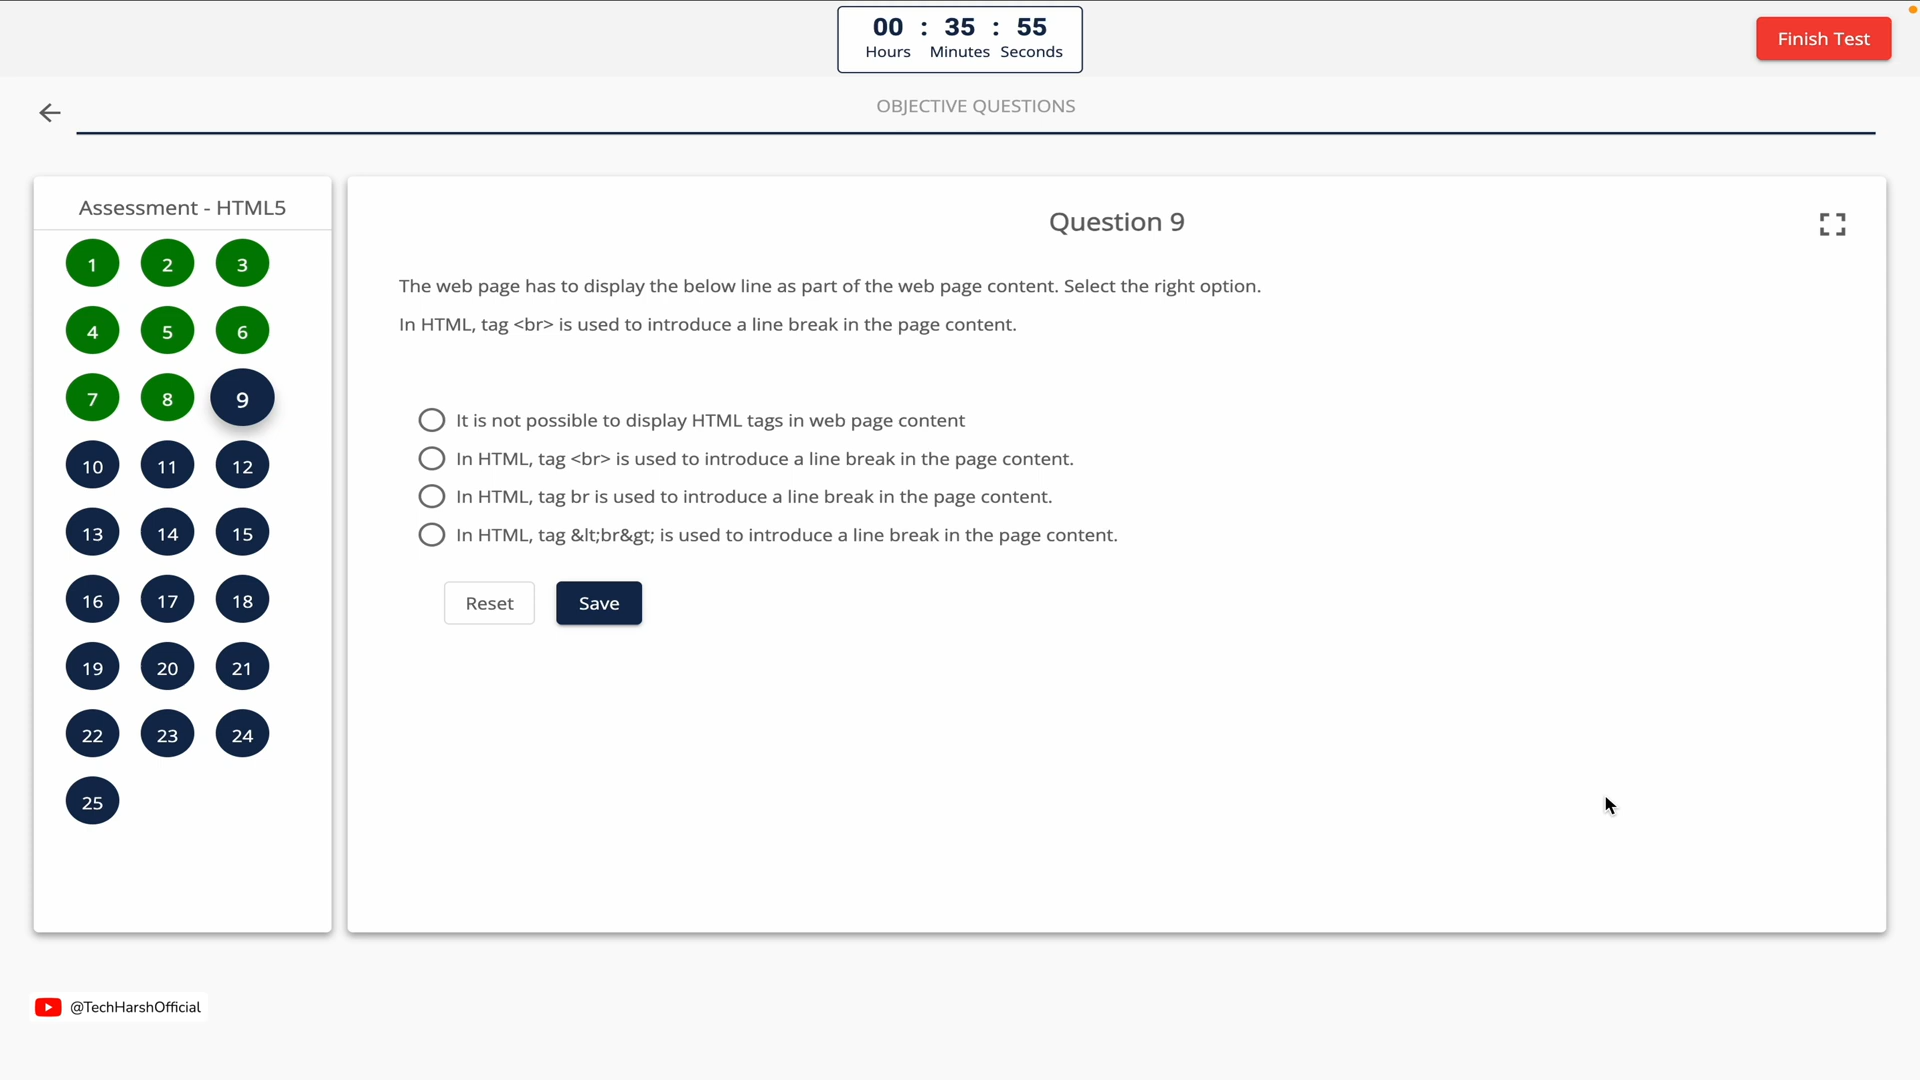 00 : 35 : 55
Hours Minutes Seconds
Finish Test
OBJECTIVE QUESTIONS
Assessment - HTML5
1 2 3
4 5 6
7 8 9
10 11 12
13 14 15
16 17 18
19 20 21
22 23 24
25
Question 9
The web page has to display the below line as part of the web page content. Select the right option.
In HTML, tag <br> is used to introduce a line break in the page content.
It is not possible to display HTML tags in web page content
In HTML, tag <br> is used to introduce a line break in the page content.
In HTML, tag br is used to introduce a line break in the page content.
In HTML, tag &lt;br&gt; is used to introduce a line break in the page content.
Reset Save
@TechHarshOfficial